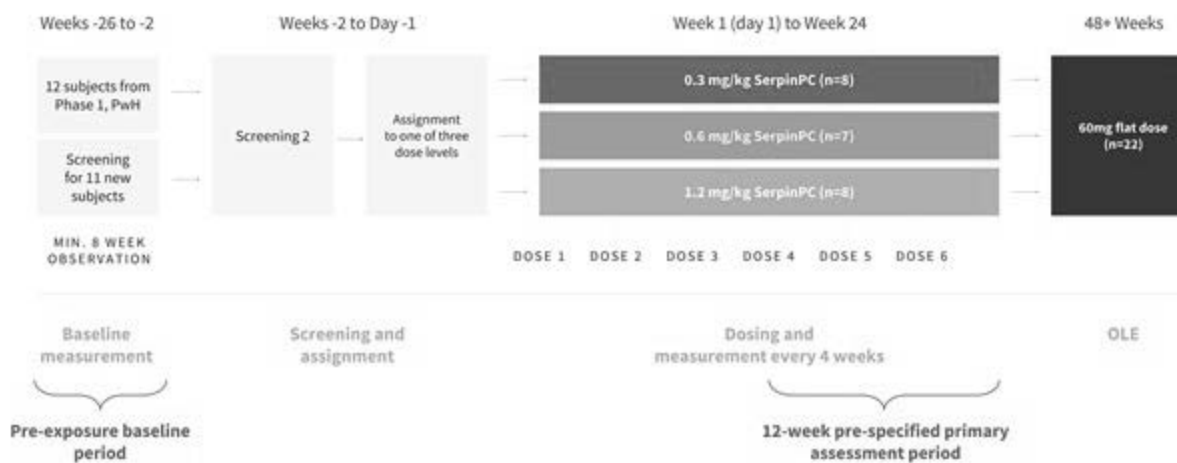 Weeks -26 to -2
Weeks -2 to Day -1
Week 1 (day 1) to Week 24
48+ Weeks
12 subjects from
Phase 1, PwH
Screening
for 11 new
subjects
Screening 2
Assignment
to one of three
dose levels
0.3 mg/kg SerpinPC (n=8)
0.6 mg/kg SerpinPC (n=7)
1.2 mg/kg SerpinPC (n=8)
60mg flat dose
(n=22)
MIN. 8 WEEK
OBSERVATION
DOSE 1 DOSE 2 DOSE 3 DOSE 4 DOSE 5 DOSE 6
Baseline
measurement
Screening and
assignment
Dosing and
measurement every 4 weeks
OLE
Pre-exposure baseline
period
12-week pre-specified primary
assessment period